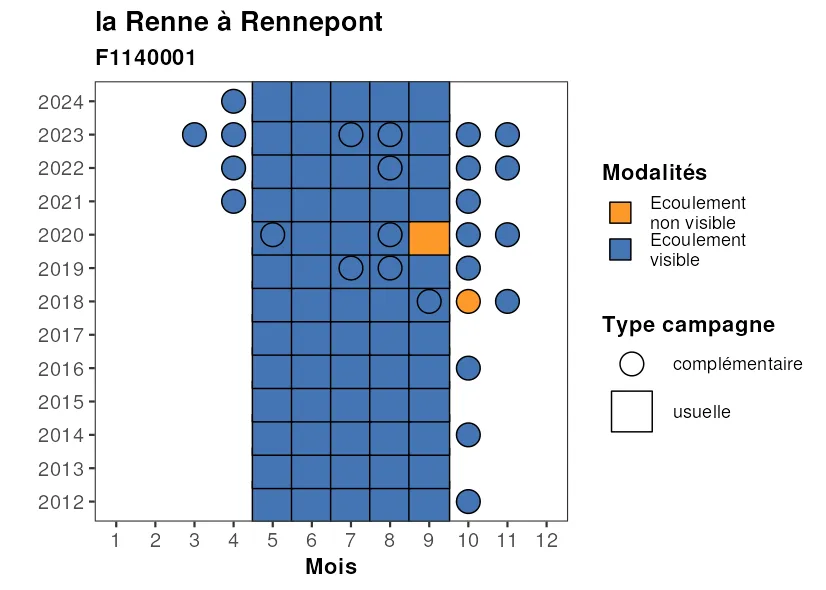 la Renne à Rennepont
F1140001
2024
2023
2022
2021
2020
2019
2018
2017
2016
2015
2014
2013
2012
1 2 3 4 5 6 7 8 9 10 11 12
Mois
Modalités
Ecoulement
non visible
Ecoulement
visible
Type campagne
complémentaire
usuelle